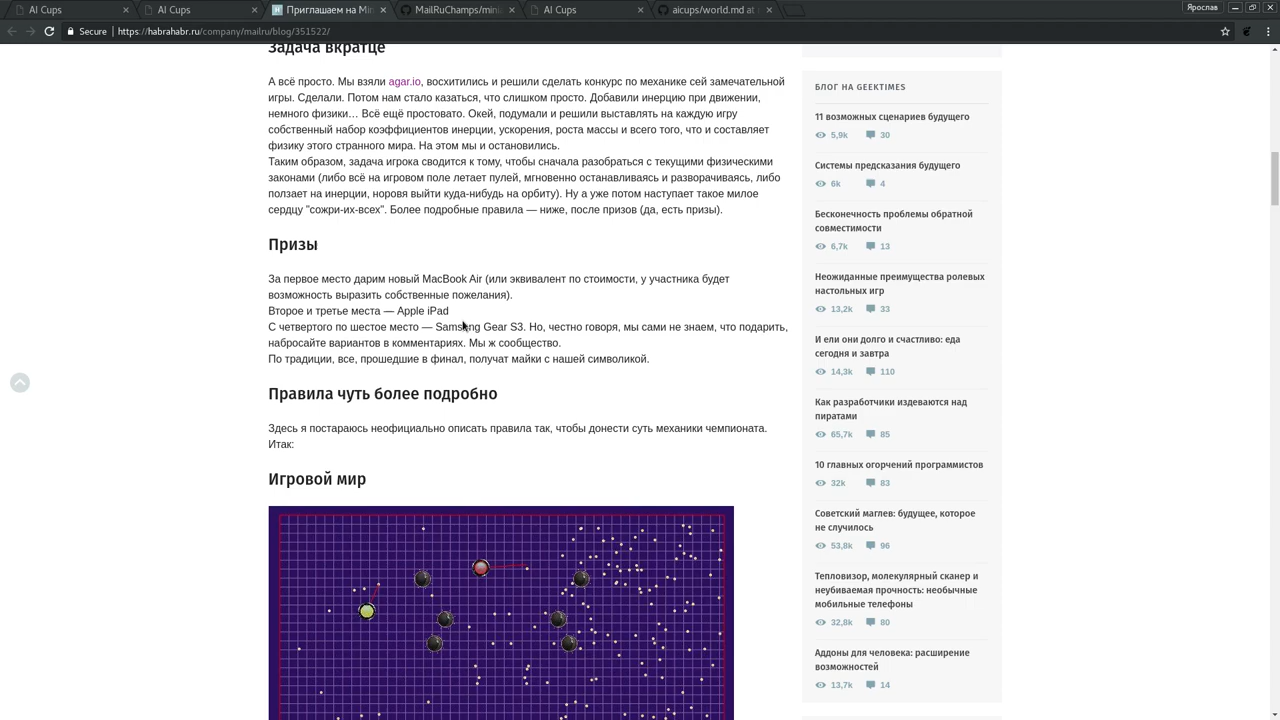 AI Cups
AI Cups
Приглашаем на Min
MailRuChamps/mini
AI Cups
aicups/world.md at
Ярослав
Secure
https://habrahabr.ru/company/mailru/blog/351522/
Задача вкратце
А всё просто. Мы взяли agar.io, восхитились и решили сделать конкурс по механике сей замечательной
игры. Сделали. Потом нам стало казаться, что слишком просто. Добавили инерцию при движении,
немного физики… Всё ещё простовато. Окей, подумали и решили выставлять на каждую игру
собственный набор коэффициентов инерции, ускорения, роста массы и всего того, что и составляет
физику этого странного мира. На этом мы и остановились.
Таким образом, задача игрока сводится к тому, чтобы сначала разобраться с текущими физическими
законами (либо всё на игровом поле летает пулей, мгновенно останавливаясь и разворачиваясь, либо
ползает на инерции, норовя выйти куда-нибудь на орбиту). Ну а уже потом наступает такое милое
сердцу "сожри-их-всех". Более подробные правила — ниже, после призов (да, есть призы).
Призы
За первое место дарим новый MacBook Air (или эквивалент по стоимости, у участника будет
возможность выразить собственные пожелания).
Второе и третье места — Apple iPad
С четвертого по шестое место — Samsung Gear S3. Но, честно говоря, мы сами не знаем, что подарить,
набросайте вариантов в комментариях. Мы ж сообщество.
По традиции, все, прошедшие в финал, получат майки с нашей символикой.
Правила чуть более подробно
Здесь я постараюсь неофициально описать правила так, чтобы донести суть механики чемпионата.
Итак:
Игровой мир
БЛОГ НА GEEKTIMES
11 возможных сценариев будущего
5,9k 30
Системы предсказания будущего
6k 4
Бесконечность проблемы обратной
совместимости
6,7k 13
Неожиданные преимущества ролевых
настольных игр
13,2k 33
И ели они долго и счастливо: еда
сегодня и завтра
14,3k 110
Как разработчики издеваются над
пиратами
65,7k 85
10 главных огорчений программистов
32k 83
Советский маглев: будущее, которое
не случилось
53,8k 96
Тепловизор, молекулярный сканер и
неубиваемая прочность: необычные
мобильные телефоны
32,8k 80
Аддоны для человека: расширение
возможностей
13,7k 14